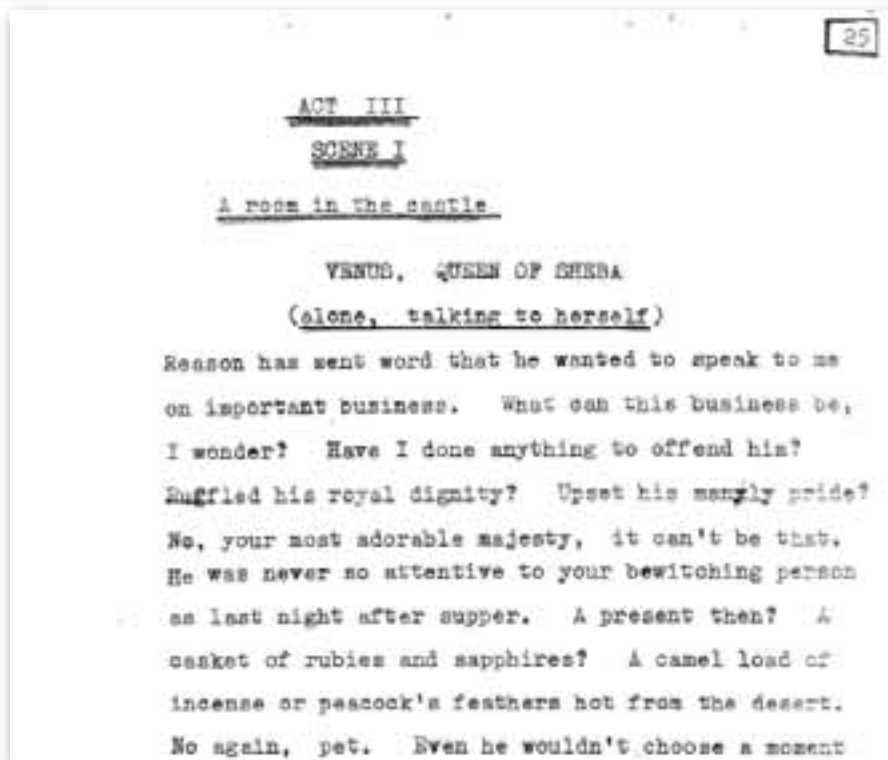 25
ACT III
SCENE I
A room in the castle
VENUS, QUEEN OF SHEBA
(alone, talking to herself)
Reason has sent word that he wanted to speak to me
on important business. What can this business be,
I wonder? Have I done anything to offend him?
Ruffled his royal dignity? Upset his manly pride?
No, your most adorable majesty, it can't be that.
He was never so attentive to your bewitching person
as last night after supper. A present then? A
casket of rubies and sapphires? A camel load of
incense or peacock's feathers hot from the desert.
No again, pet. Even he wouldn't choose a moment